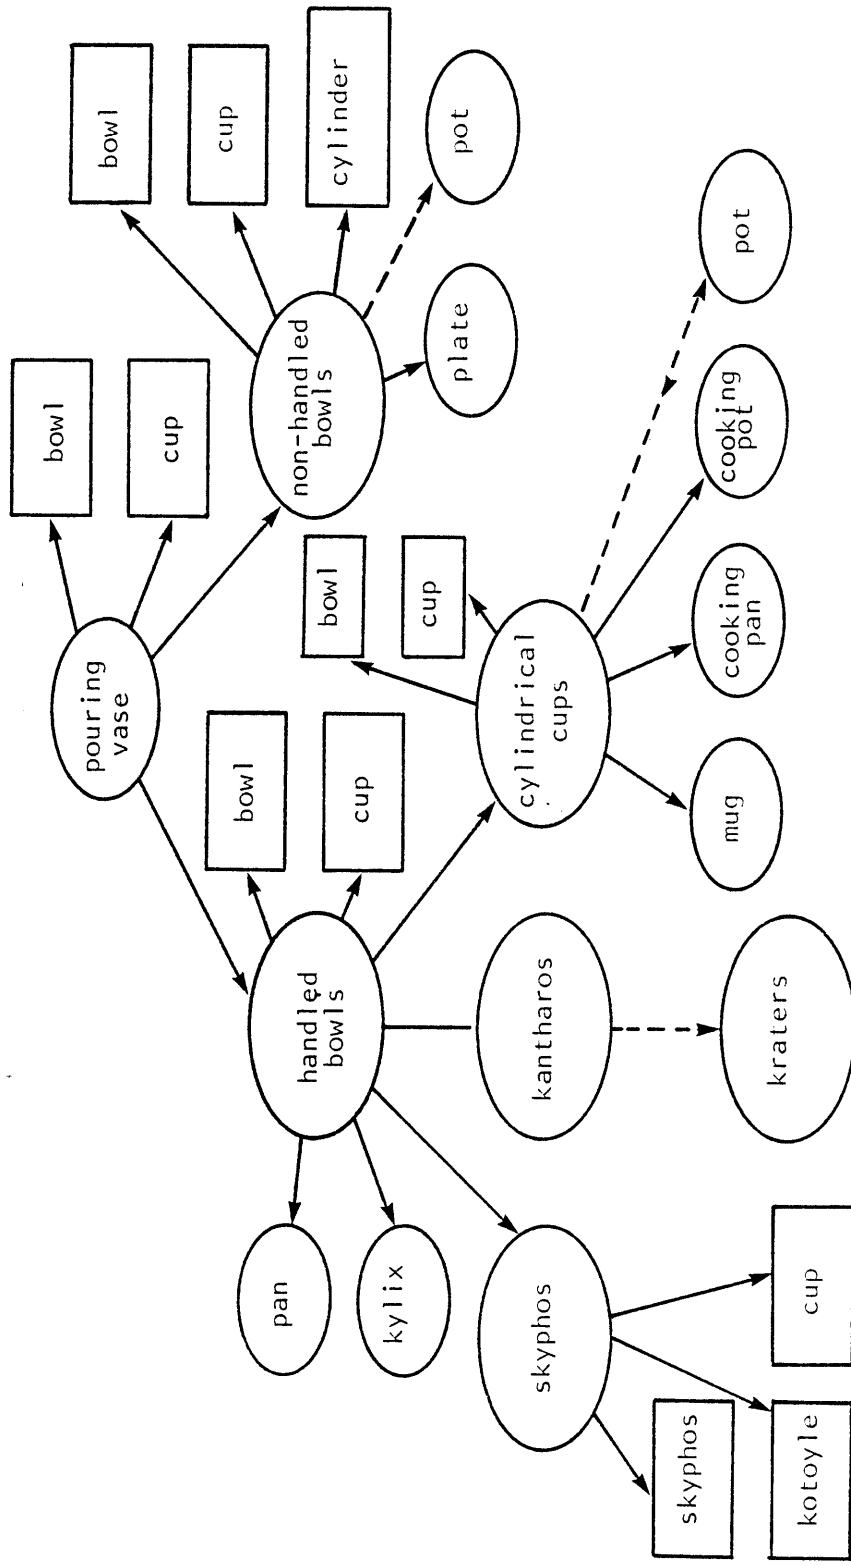 bowl
cup
pouring
vase
bowl
cup
cylinder
bowl
cup
handled
bowls
non-handled
bowls
pan
kylix
bowl
cup
plate
pot
skyphos
kantharos
cylindrical
cups
skyphos
kotoyle
cup
kraters
mug
cooking
pan
cooking
pot
pot